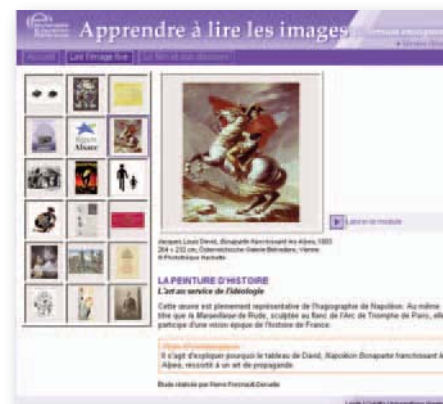 Apprendre à lire les images
Accueil
Lire l'image fixe
Le film et son discours
Région
Alsace
Lancer le module
Jacques Louis David, Bonaparte franchissant les Alpes, 1803
264 x 232 cm, Österreichische Galerie Belvedere, Vienne
© Photothèque Hachette
LA PEINTURE D'HISTOIRE
L'art au service de l'idéologie
Cette œuvre est pleinement représentative de l'hagiographie de Napoléon. Au même
titre que la Marseillaise de Rude, sculptée au flanc de l'Arc de Triomphe de Paris, elle
participe d'une vision épique de l'histoire de France.
Il s'agit d'expliquer pourquoi le tableau de David, Napoléon Bonaparte franchissant les
Alpes, ressortit à un art de propagande.
Étude réalisée par Pierre Fresnault-Deruelle